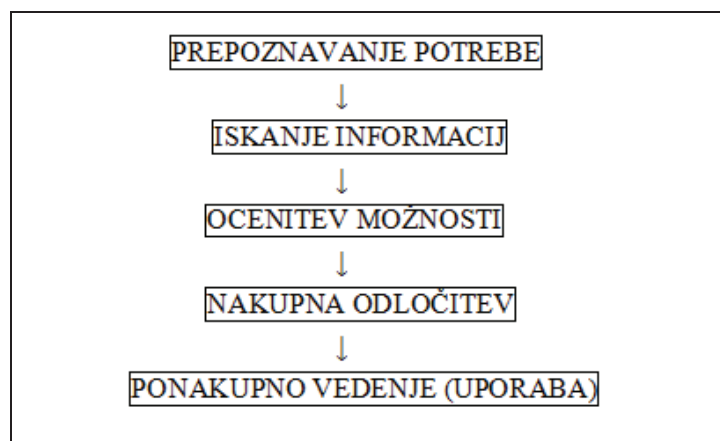 PREPOZNAVANJE POTREBE
↓
ISKANJE INFORMACIJ
↓
OCENITEV MOŽNOSTI
↓
NAKUPNA ODLOČITEV
↓
PONAKUPNO VEDENJE (UPORABA)